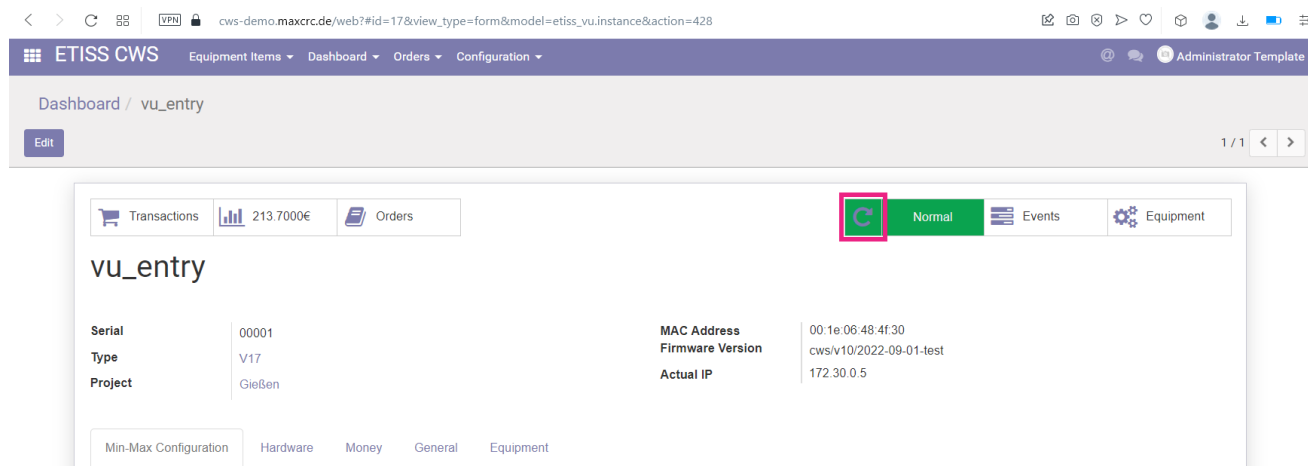 VPN cws-demo.maxcrc.de/web?#id=17&view_type=form&model=etiss_vu.instance&action=428
ETISS CWS Equipment Items Dashboard Orders Configuration @ Administrator Template
Dashboard / vu_entry
Edit 1 / 1
Transactions 213.7000€ Orders Normal Events Equipment
vu_entry
Serial 00001 MAC Address 00:1e:06:48:4f:30
Type V17 Firmware Version cws/v10/2022-09-01-test
Project Gießen Actual IP 172.30.0.5
Min-Max Configuration Hardware Money General Equipment